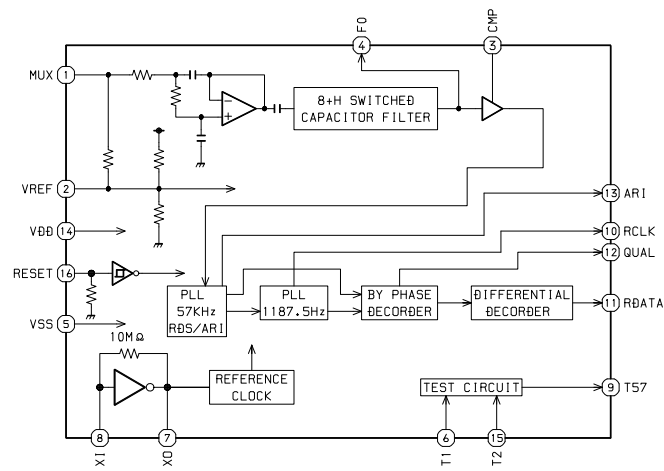 FO
CMP
4
3
MUX
1
8+H SWITCHED
CAPACITOR FILTER
VREF
2
13
ARI
VDD
14
10
RCLK
12
QUAL
RESET
16
PLL
57KHz
RDS/ARI
PLL
1187.5Hz
BY PHASE
DECORDER
DIFFERENTIAL
DECORDER
11
RDATA
VSS
5
10MΩ
REFERENCE
CLOCK
TEST CIRCUIT
9
T57
8
7
6
15
XI
XO
T1
T2